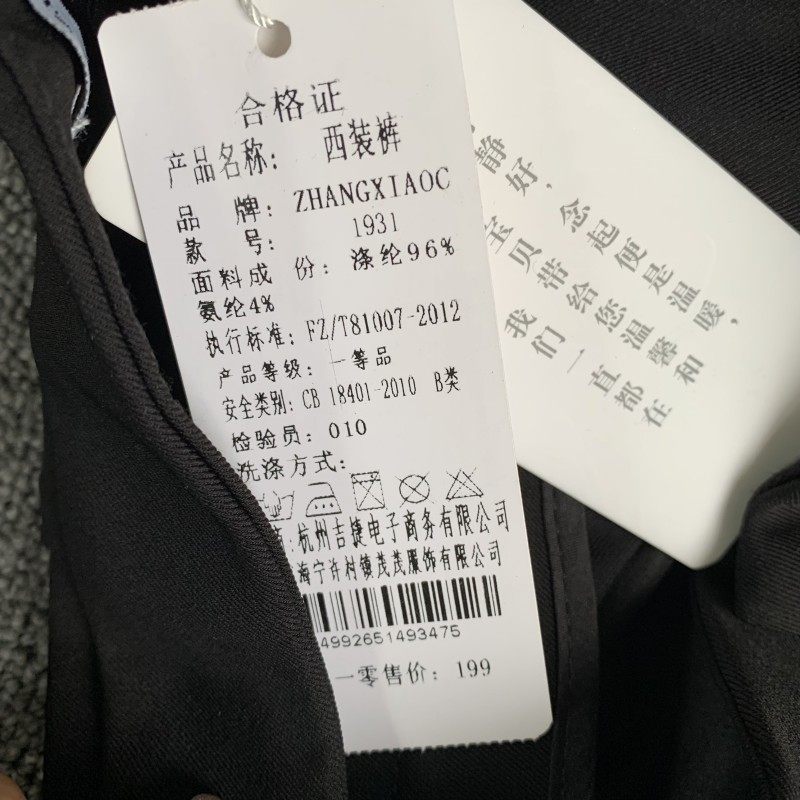 合格证
产品名称: 西装裤
品 牌: ZHANGXIAOC
款 号: 1931
面料成 份: 涤纶96%
氨纶4%
执行标准: FZ/T81007-2012
产品等级: 一等品
安全类别: CB 18401-2010 B类
检验员: 010
洗涤方式:
:杭州吉捷电子商务有限公司
海宁许村镇茂茂服饰有限公司
4992651493475
一零售价: 199
静好,
念起便是温暖,
宝贝带给您温馨和
我们一直都在